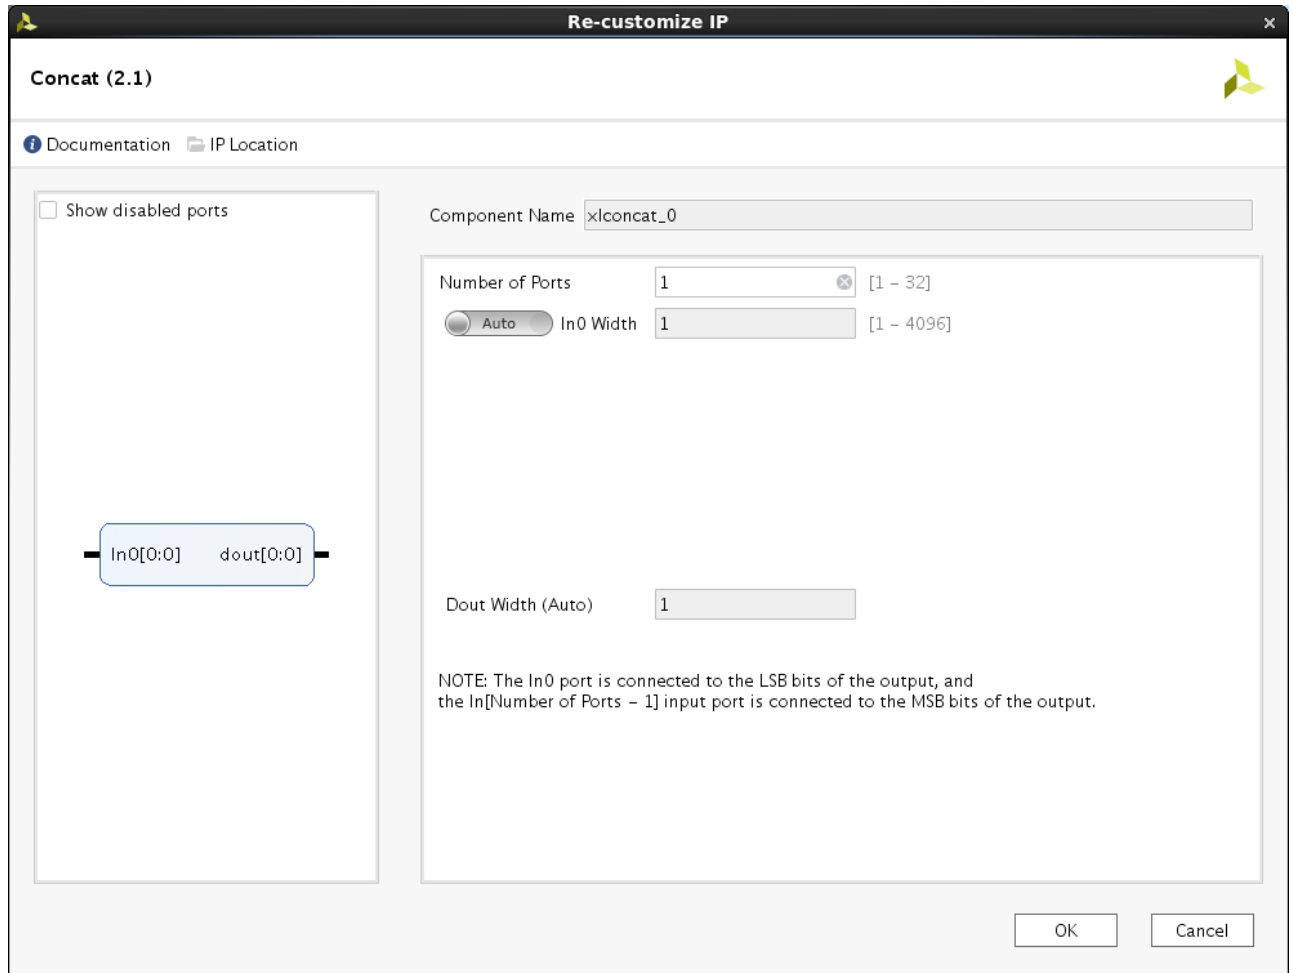 Re-customize IP
Concat (2.1)
Documentation IP Location
Show disabled ports
Component Name xlconcat_0
Number of Ports 1 [1 – 32]
Auto In0 Width 1 [1 – 4096]
In0[0:0] dout[0:0]
Dout Width (Auto) 1
NOTE: The In0 port is connected to the LSB bits of the output, and
the In[Number of Ports – 1] input port is connected to the MSB bits of the output.
OK Cancel